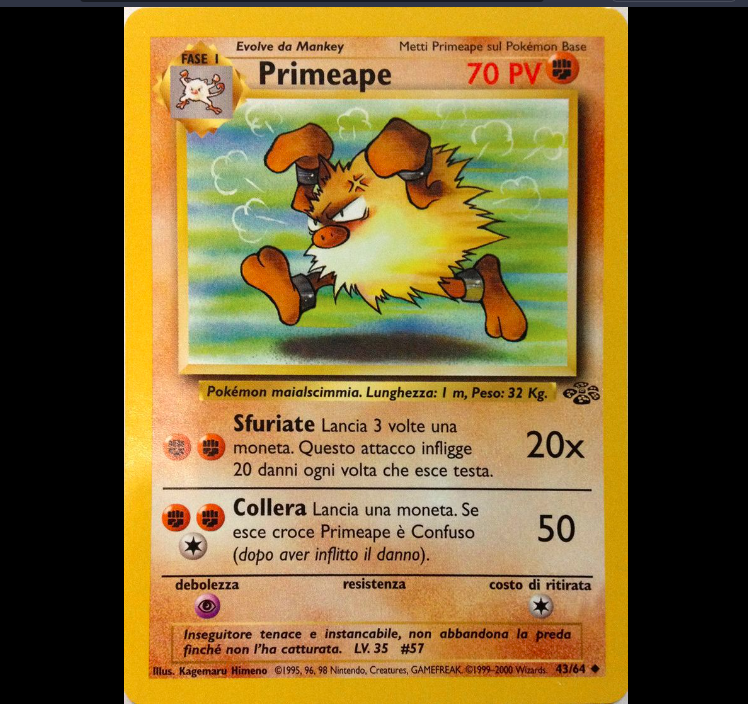 Evolve da Mankey
Metti Primeape sul Pokémon Base
FASE 1
Primeape
70 PV
Pokémon maialscimmia. Lunghezza: 1 m, Peso: 32 Kg.
Sfuriate Lancia 3 volte una
moneta. Questo attacco infligge
20 danni ogni volta che esce testa.
20x
Collera Lancia una moneta. Se
esce croce Primeape è Confuso
(dopo aver inflitto il danno).
50
debolezza
resistenza
costo di ritirata
Inseguitore tenace e instancabile, non abbandona la preda
finché non l'ha catturata. LV. 35 #57
Illus. Kagemaru Himeno ©1995, 96, 98 Nintendo, Creatures, GAMEFREAK. ©1999-2000 Wizards. 43/64